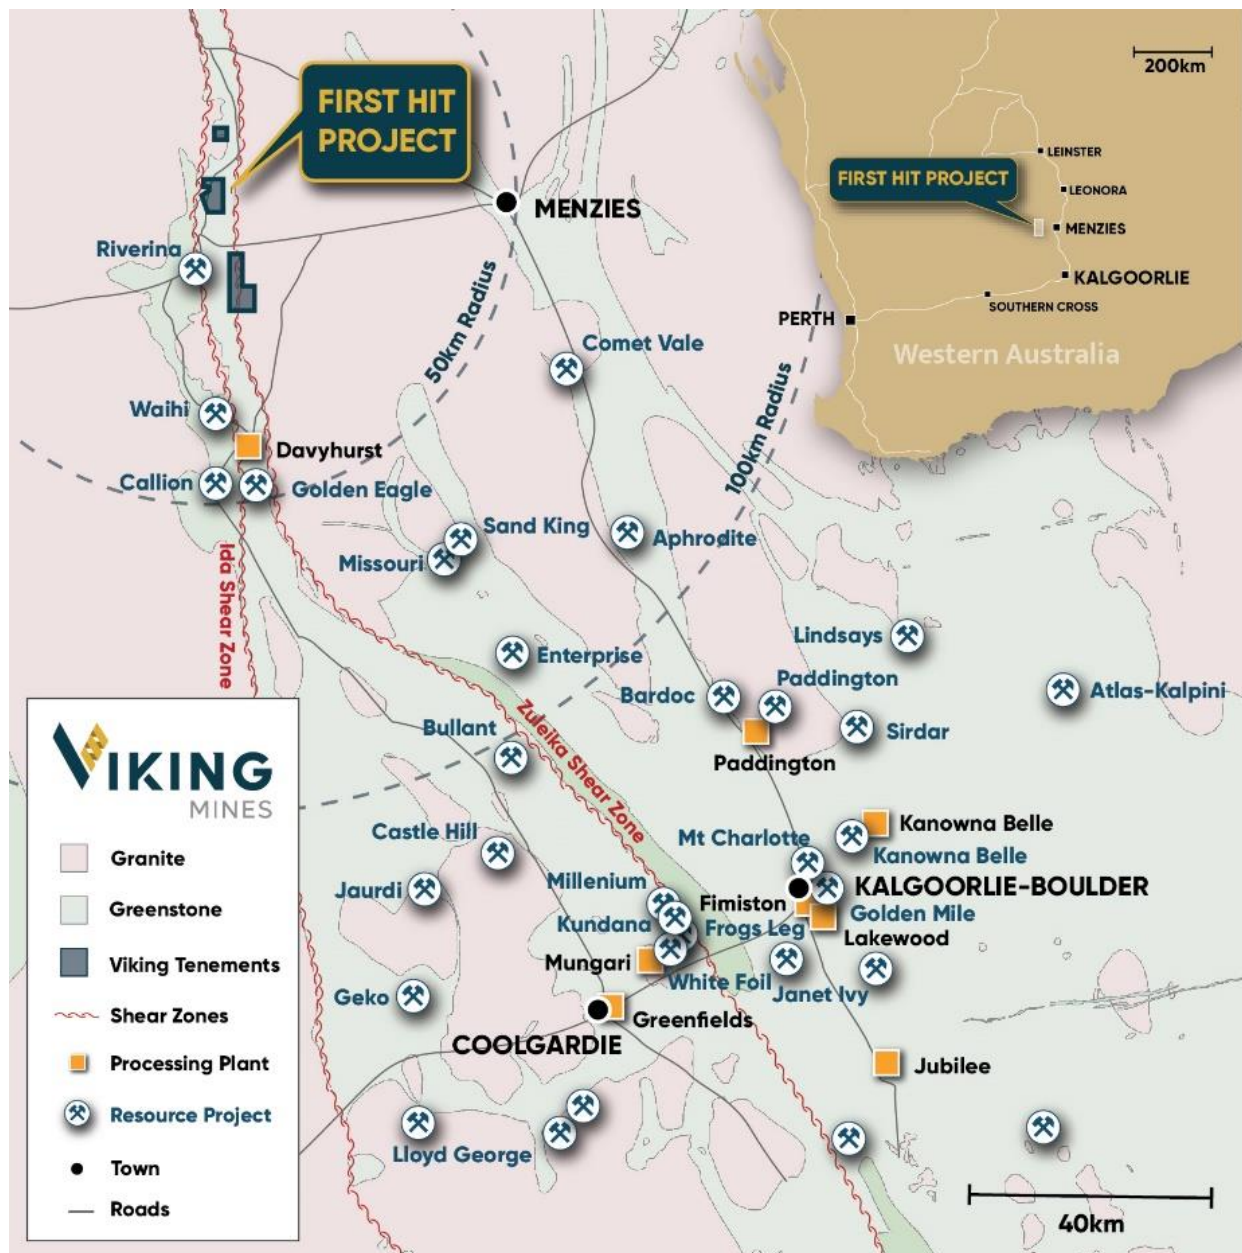 FIRST HIT
PROJECT
200km
LEINSTER
FIRST HIT PROJECT
LEONORA
MENZIES
MENZIES
Riverina
KALGOORLIE
SOUTHERN CROSS
PERTH
50km Radius
Comet Vale
Western Australia
100km Radius
Waihi
Davyhurst
Callion
Golden Eagle
Sand King
Aphrodite
Missouri
Ida Shear Zone
Lindsays
Enterprise
Paddington
Bardoc
Atlas-Kalpini
Zuleika Shear Zone
Bullant
Sirdar
Paddington
VIKING
MINES
Castle Hill
Mt Charlotte
Kanowna Belle
Kanowna Belle
Granite
Jaurdi
Millenium
KALGOORLIE-BOULDER
Fimiston
Greenstone
Kundana
Frogs Leg
Golden Mile
Lakewood
Viking Tenements
Mungari
White Foil
Janet Ivy
Geko
Shear Zones
Greenfields
COOLGARDIE
Processing Plant
Jubilee
Resource Project
Lloyd George
Town
Roads
40km